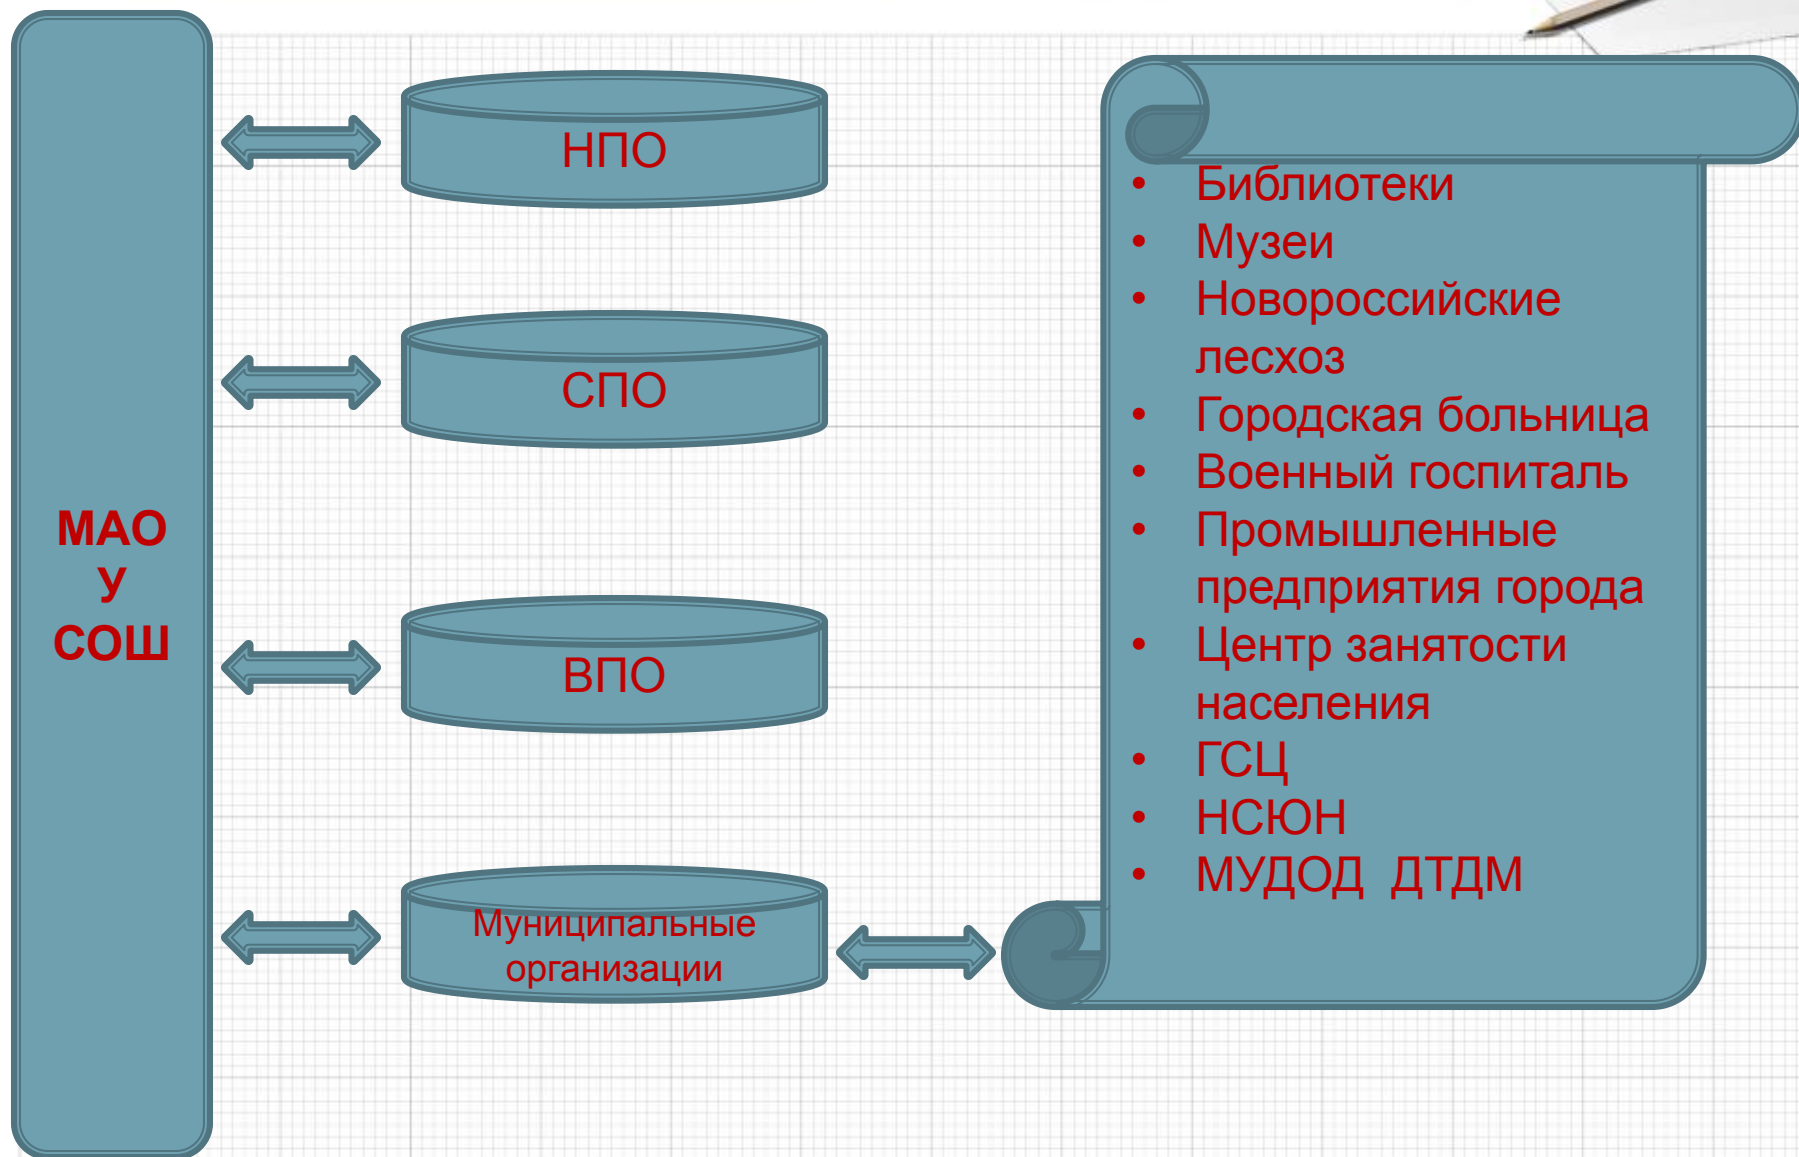 МАО
У
СОШ
НПО
СПО
ВПО
Муниципальные
организации
• Библиотеки
• Музеи
• Новороссийские
лесхоз
• Городская больница
• Военный госпиталь
• Промышленные
предприятия города
• Центр занятости
населения
• ГСЦ
• НСЮН
• МУДОД ДТДМ